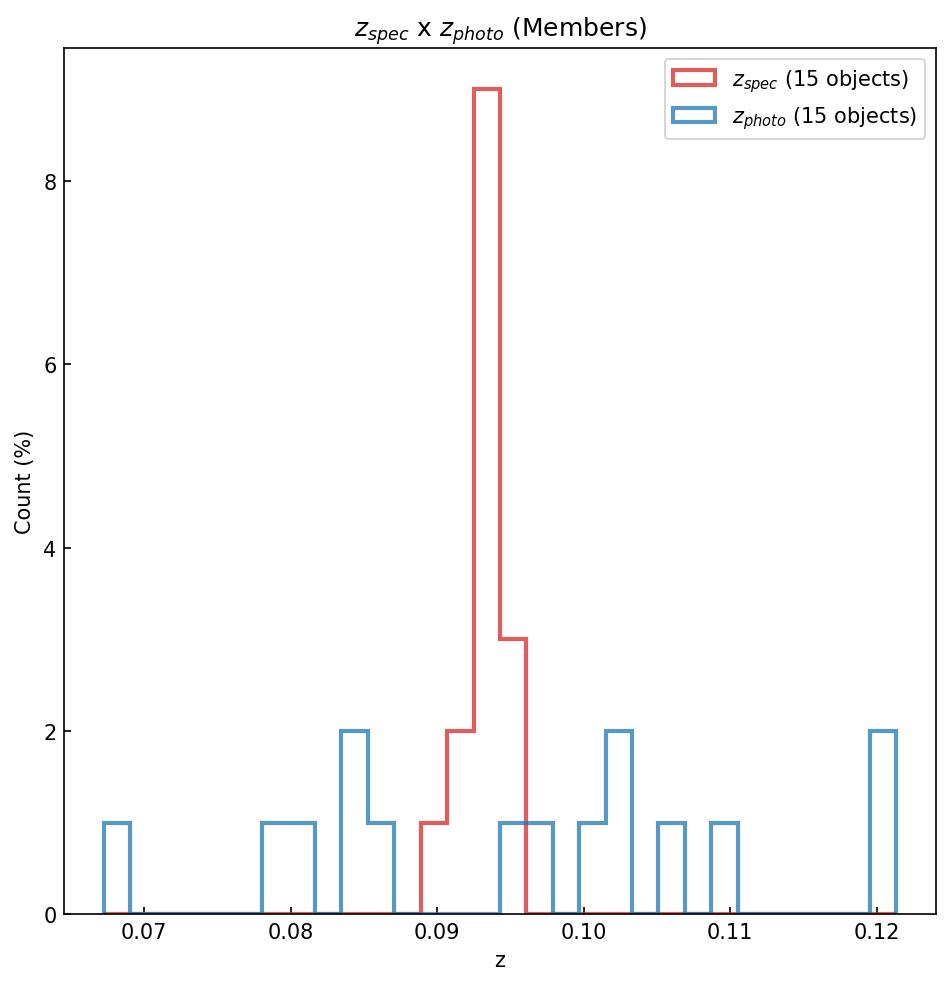 z_spec x z_photo (Members)
z_spec (15 objects)
z_photo (15 objects)
Count (%)
8
6
4
2
0
0.07 0.08 0.09 0.10 0.11 0.12
z